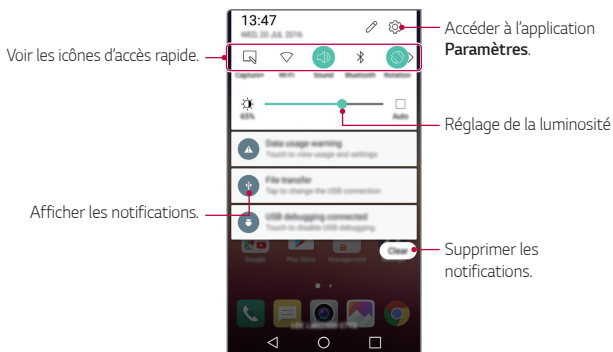 13:47
WED, 20 JUL 2016
Accéder à l'application
Paramètres.
Voir les icônes d'accès rapide.
Capture+ Wi-Fi Sound Bluetooth Rotation
65% Auto
Réglage de la luminosité
Data usage warning
Touch to view usage and settings
File transfer
Tap to change the USB connection
Afficher les notifications.
USB debugging connected
Touch to disable USB debugging.
Clear
Supprimer les
notifications.
Google Play Store Management